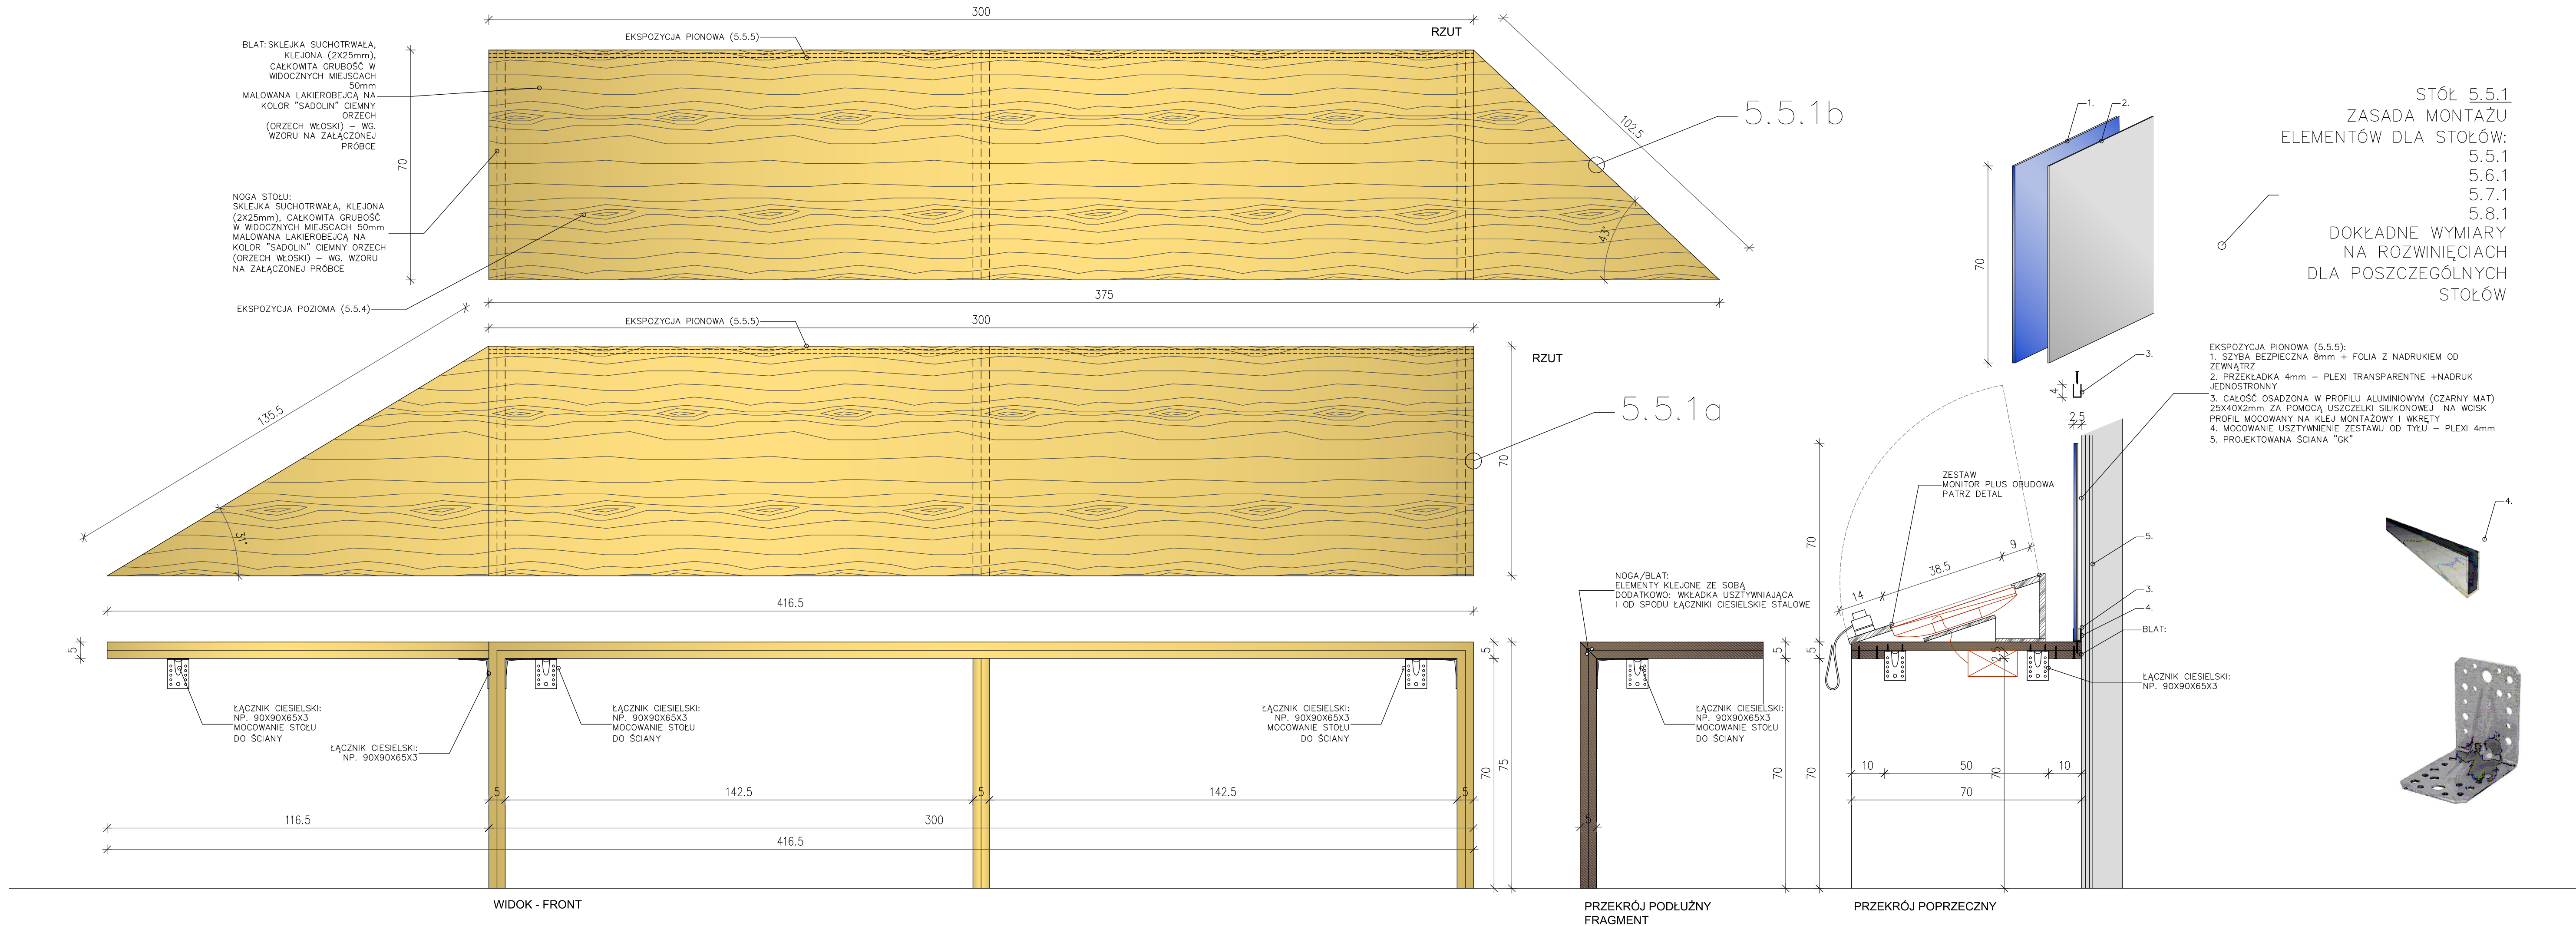 300
RZUT
BLAT: SKLEJKA SUCHOTRWAŁA,
KLEJONA (2X25mm),
CAŁKOWITA GRUBOŚĆ W
WIDOCZNYCH MIEJSCACH
50mm
MALOWANA LAKIEROBEJCĄ NA
KOLOR "SADOLIN" CIEMNY
ORZECH
(ORZECH WŁOSKI) – WG.
WZORU NA ZAŁĄCZONEJ
PRÓBCE
EKSPOZYCJA PIONOWA (5.5.5)
70
102.5
5.5.1b
43°
NOGA STOŁU:
SKLEJKA SUCHOTRWAŁA, KLEJONA
(2X25mm), CAŁKOWITA GRUBOŚĆ
W WIDOCZNYCH MIEJSCACH 50mm
MALOWANA LAKIEROBEJCĄ NA
KOLOR "SADOLIN" CIEMNY ORZECH
(ORZECH WŁOSKI) – WG. WZORU
NA ZAŁĄCZONEJ PRÓBCE
EKSPOZYCJA POZIOMA (5.5.4)
375
EKSPOZYCJA PIONOWA (5.5.5)
300
RZUT
135.5
31°
70
5.5.1a
416.5
5
ŁĄCZNIK CIESIELSKI:
NP. 90X90X65X3
MOCOWANIE STOŁU
DO ŚCIANY
ŁĄCZNIK CIESIELSKI:
NP. 90X90X65X3
ŁĄCZNIK CIESIELSKI:
NP. 90X90X65X3
MOCOWANIE STOŁU
DO ŚCIANY
ŁĄCZNIK CIESIELSKI:
NP. 90X90X65X3
MOCOWANIE STOŁU
DO ŚCIANY
5
142.5
5
142.5
5
116.5
300
416.5
5
70
75
WIDOK - FRONT
NOGA/BLAT:
ELEMENTY KLEJONE ZE SOBĄ
DODATKOWO: WKŁADKA USZTYWNIAJĄCA
I OD SPODU ŁĄCZNIKI CIESIELSKIE STALOWE
ŁĄCZNIK CIESIELSKI:
NP. 90X90X65X3
MOCOWANIE STOŁU
DO ŚCIANY
5
5
70
PRZEKRÓJ PODŁUŻNY
FRAGMENT
70
5
70
ZESTAW
MONITOR PLUS OBUDOWA
PATRZ DETAL
14
38.5
9
2.5
10
50
10
70
70
PRZEKRÓJ POPRZECZNY
1.
2.
70
3.
4
2.5
5.
3.
4.
BLAT:
ŁĄCZNIK CIESIELSKI:
NP. 90X90X65X3
STÓŁ 5.5.1
ZASADA MONTAŻU
ELEMENTÓW DLA STOŁÓW:
5.5.1
5.6.1
5.7.1
5.8.1
DOKŁADNE WYMIARY
NA ROZWINIĘCIACH
DLA POSZCZEGÓLNYCH
STOŁÓW
EKSPOZYCJA PIONOWA (5.5.5):
1. SZYBA BEZPIECZNA 8mm + FOLIA Z NADRUKIEM OD
ZEWNĄTRZ
2. PRZEKŁADKA 4mm – PLEXI TRANSPARENTNE +NADRUK
JEDNOSTRONNY
3. CAŁOŚĆ OSADZONA W PROFILU ALUMINIOWYM (CZARNY MAT)
25X40X2mm ZA POMOCĄ USZCZELKI SILIKONOWEJ NA WCISK
PROFIL MOCOWANY NA KLEJ MONTAŻOWY I WKRĘTY
4. MOCOWANIE USZTYWNIENIE ZESTAWU OD TYŁU – PLEXI 4mm
5. PROJEKTOWANA ŚCIANA "GK"
4.